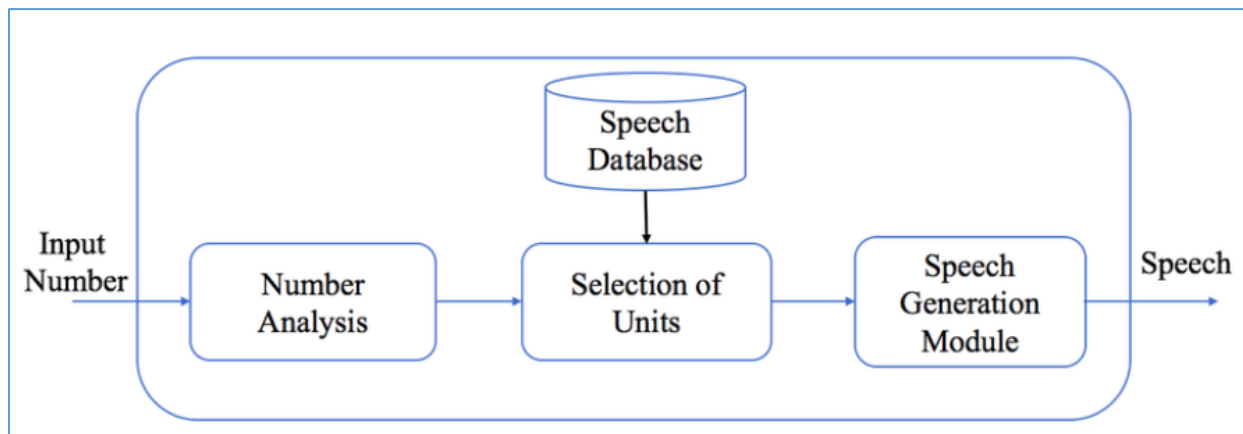 Speech
Database
Input
Number
Number
Analysis
Selection of
Units
Speech
Generation
Module
Speech